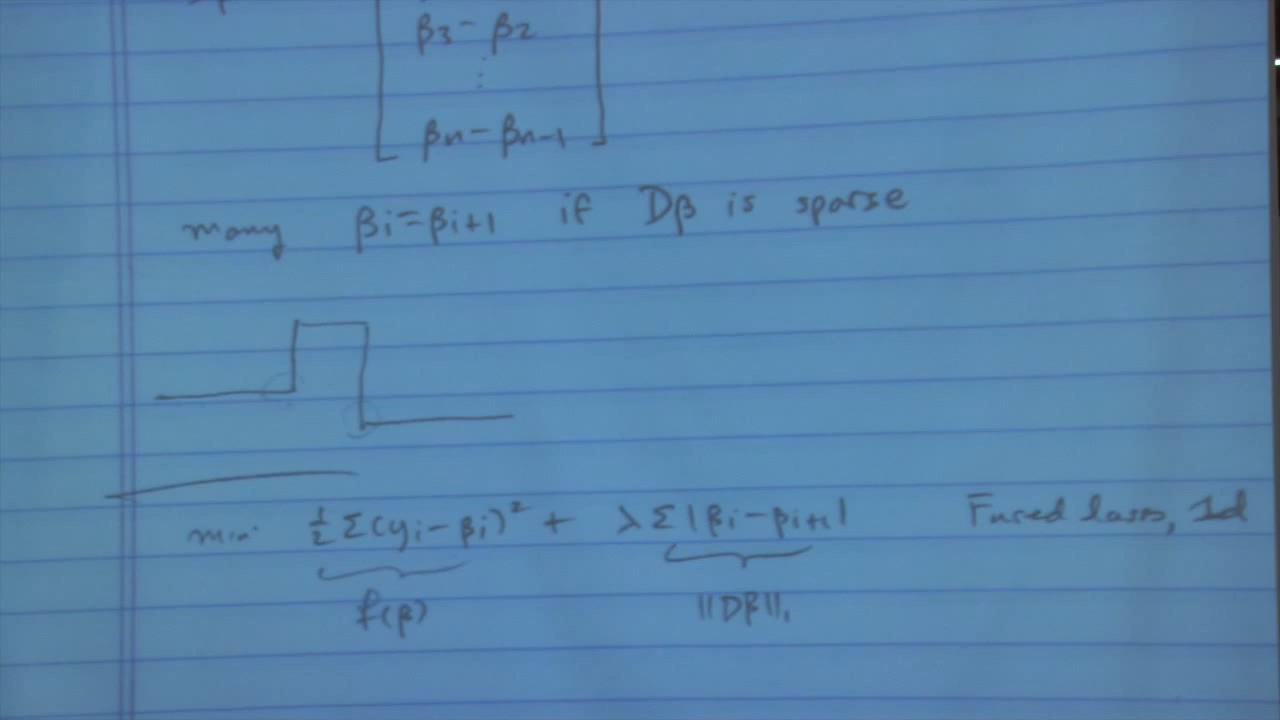 β3 - β2
⋮
βn - βn-1
many βi = βi+1 if Dβ is sparse
min 1/2 Σ(yi - βi)² + λ Σ|βi - βi+1| Fused lasso, 1d
f(β) ||Dβ||1